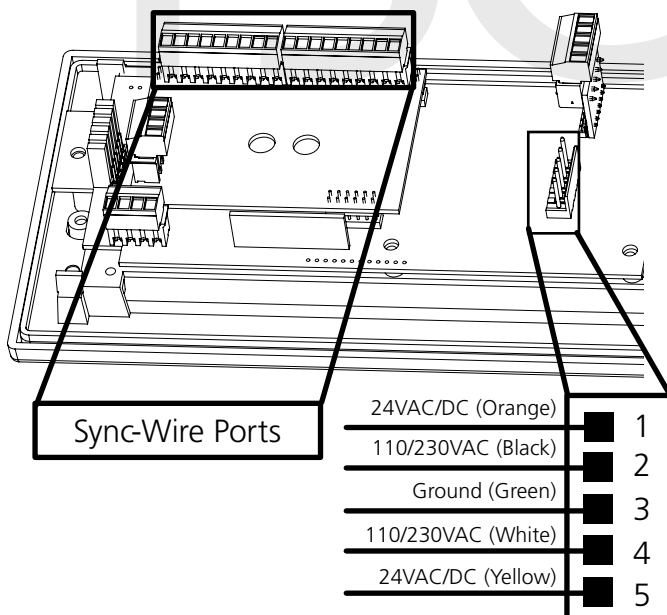 Sync-Wire Ports
24VAC/DC (Orange) 1
110/230VAC (Black) 2
Ground (Green) 3
110/230VAC (White) 4
24VAC/DC (Yellow) 5